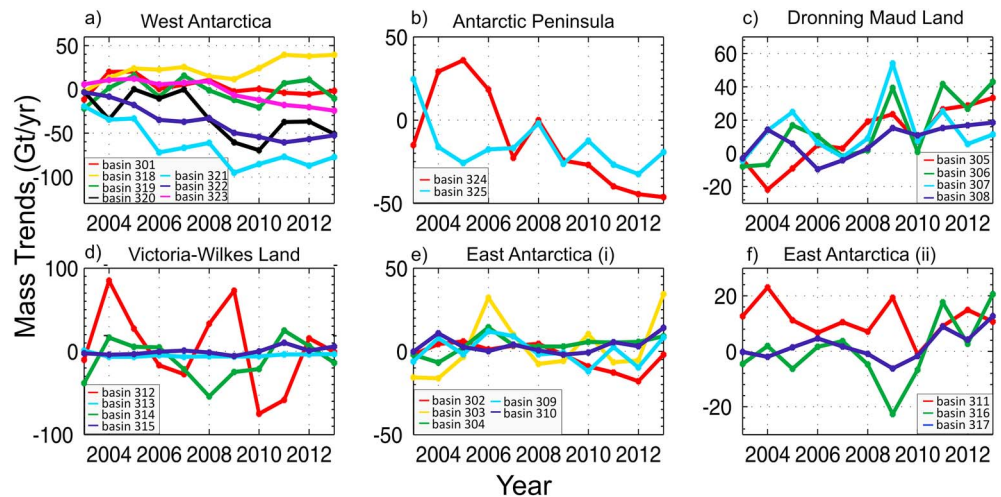 a) West Antarctica
b) Antarctic Peninsula
c) Dronning Maud Land
Mass Trends (Gt/yr)
50
0
-50
-100
basin 301
basin 318
basin 319
basin 320
basin 321
basin 322
basin 323
2004 2006 2008 2010 2012
50
0
-50
basin 324
basin 325
2004 2006 2008 2010 2012
60
40
20
0
-20
basin 305
basin 306
basin 307
basin 308
2004 2006 2008 2010 2012
d) Victoria-Wilkes Land
e) East Antarctica (i)
f) East Antarctica (ii)
100
0
-100
basin 312
basin 313
basin 314
basin 315
2004 2006 2008 2010 2012
50
0
-50
basin 302
basin 303
basin 304
basin 309
basin 310
2004 2006 2008 2010 2012
20
0
-20
basin 311
basin 316
basin 317
2004 2006 2008 2010 2012
Year